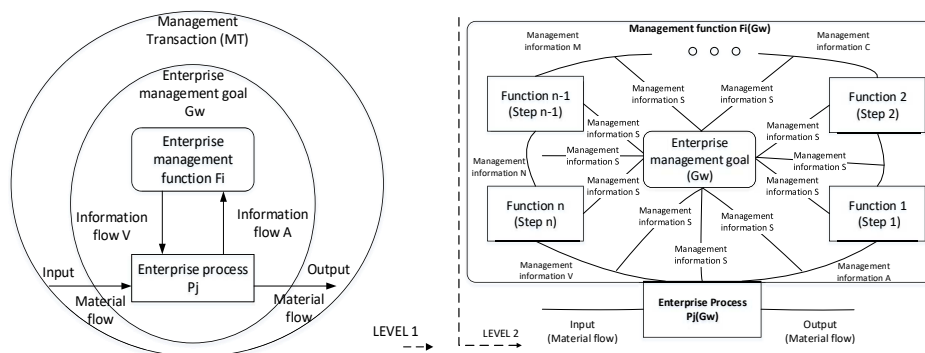 Management
Transaction (MT)
Enterprise
management goal
Gw
Enterprise
management
function Fi
Information
flow V
Information
flow A
Input
Material
flow
Enterprise process
Pj
Output
Material
flow
LEVEL 1
Management function Fi(Gw)
Management
information M
Management
information C
Management
information S
Management
information S
Function n-1
(Step n-1)
Function 2
(Step 2)
Management
information S
Management
information S
Enterprise
management goal
(Gw)
Management
information S
Management
information S
Management
information N
Management
information S
Management
information S
Function n
(Step n)
Function 1
(Step 1)
Management
information S
Management
information S
Management
information S
Management
information V
Management
information A
Enterprise Process
Pj(Gw)
LEVEL 2
Input
(Material flow)
Output
(Material flow)